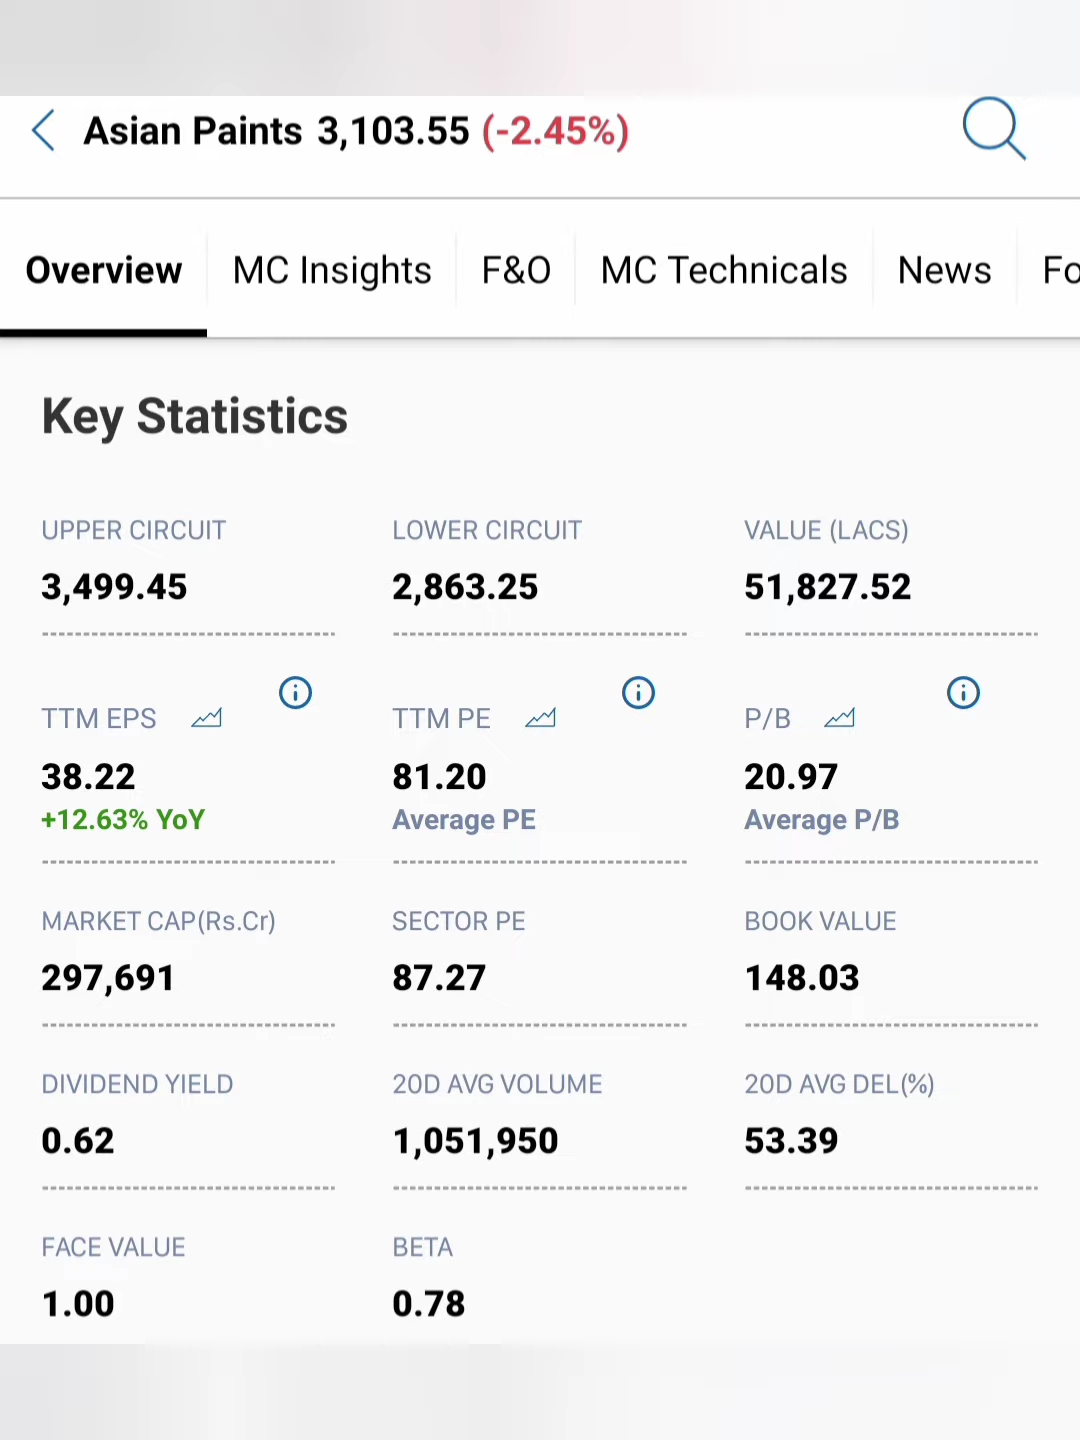 Asian Paints 3,103.55 (-2.45%)
Overview MC Insights F&O MC Technicals News Fo
Key Statistics
UPPER CIRCUIT LOWER CIRCUIT VALUE (LACS)
3,499.45 2,863.25 51,827.52
TTM EPS TTM PE P/B
38.22 81.20 20.97
+12.63% YoY Average PE Average P/B
MARKET CAP(Rs.Cr) SECTOR PE BOOK VALUE
297,691 87.27 148.03
DIVIDEND YIELD 20D AVG VOLUME 20D AVG DEL(%)
0.62 1,051,950 53.39
FACE VALUE BETA
1.00 0.78